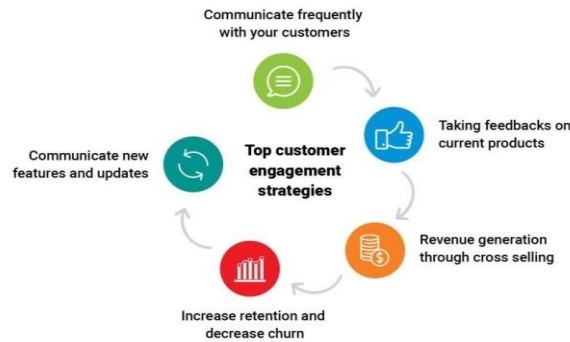 Communicate frequently
with your customers
Taking feedbacks on
current products
Top customer
engagement
strategies
Communicate new
features and updates
Revenue generation
through cross selling
Increase retention and
decrease churn